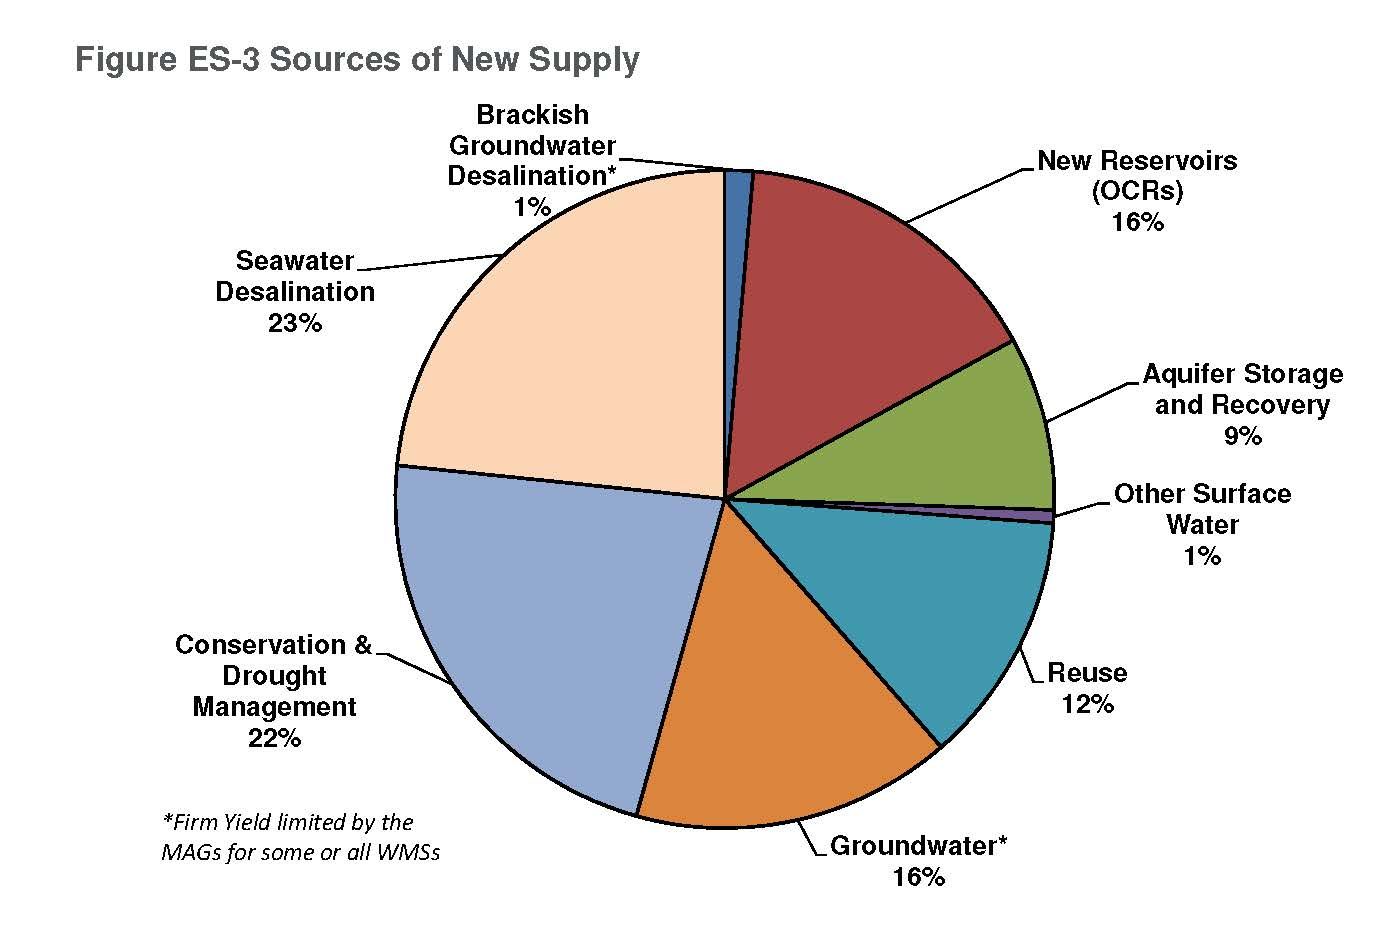 Figure ES-3 Sources of New Supply
Brackish
Groundwater
Desalination*
1%
New Reservoirs
(OCRs)
16%
Seawater
Desalination
23%
Aquifer Storage
and Recovery
9%
Other Surface
Water
1%
Conservation &
Drought
Management
22%
Reuse
12%
*Firm Yield limited by the
MAGs for some or all WMSs
Groundwater*
16%